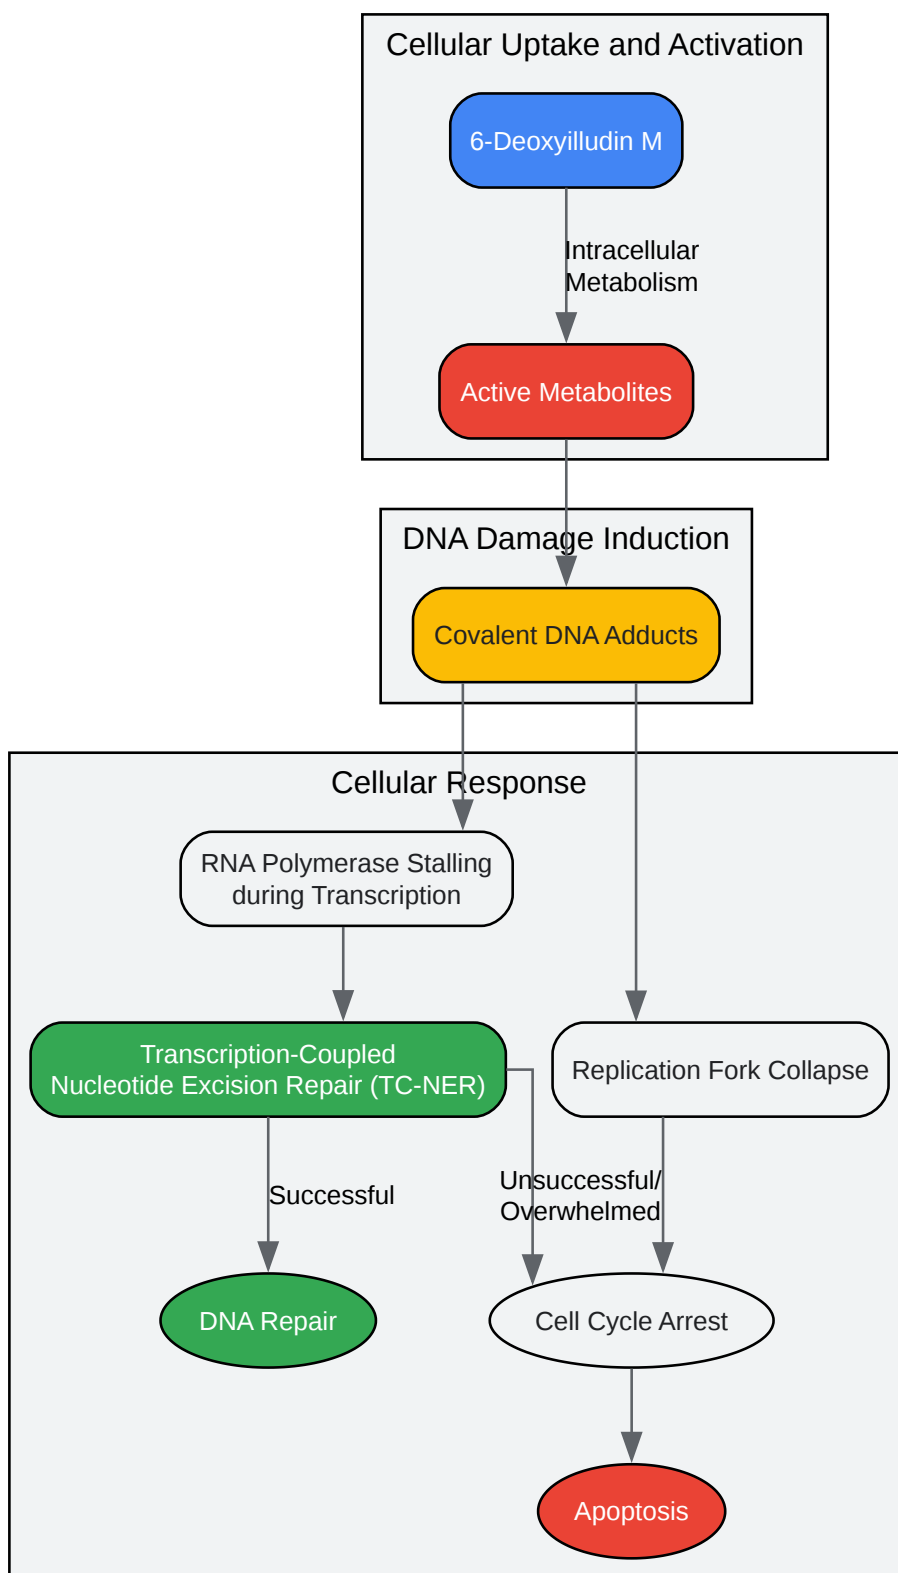 Cellular Uptake and Activation
6-Deoxyilludin M
Intracellular
Metabolism
Active Metabolites
DNA Damage Induction
Covalent DNA Adducts
Cellular Response
RNA Polymerase Stalling
during Transcription
Transcription-Coupled
Nucleotide Excision Repair (TC-NER)
Replication Fork Collapse
Successful
Unsuccessful/
Overwhelmed
DNA Repair
Cell Cycle Arrest
Apoptosis